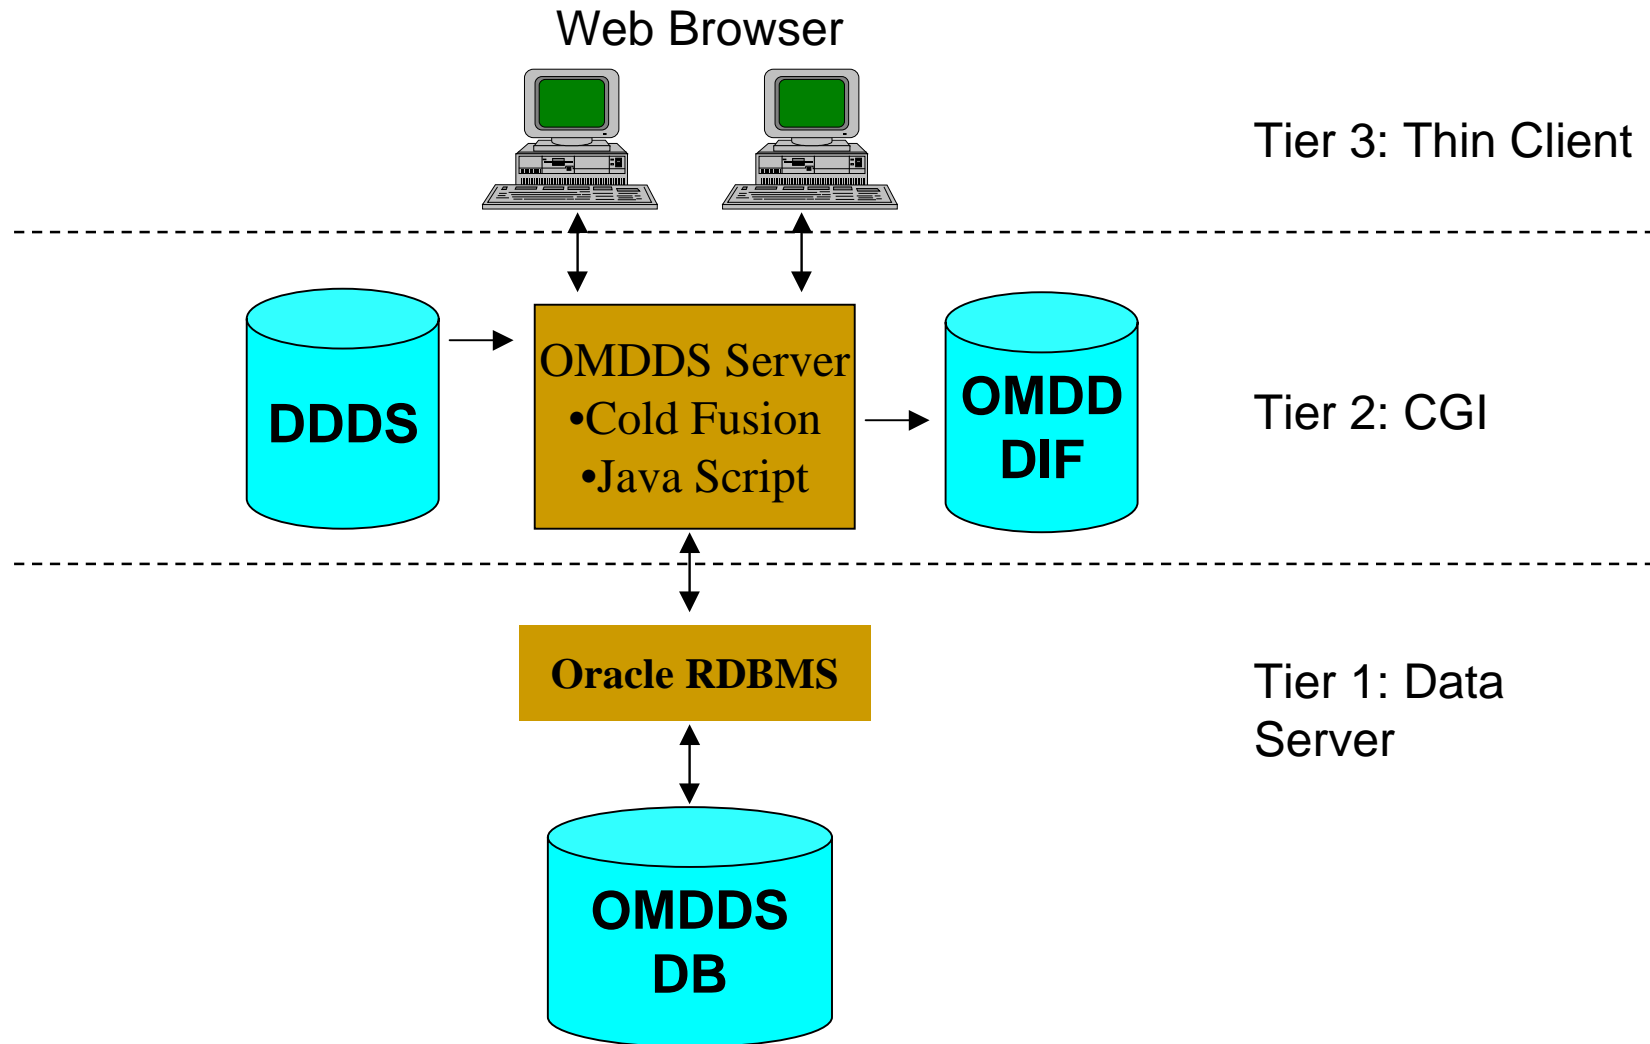 Web Browser
Tier 3: Thin Client
DDDS
OMDDS Server
•Cold Fusion
•Java Script
OMDD
DIF
Tier 2: CGI
Oracle RDBMS
Tier 1: Data
Server
OMDDS
DB